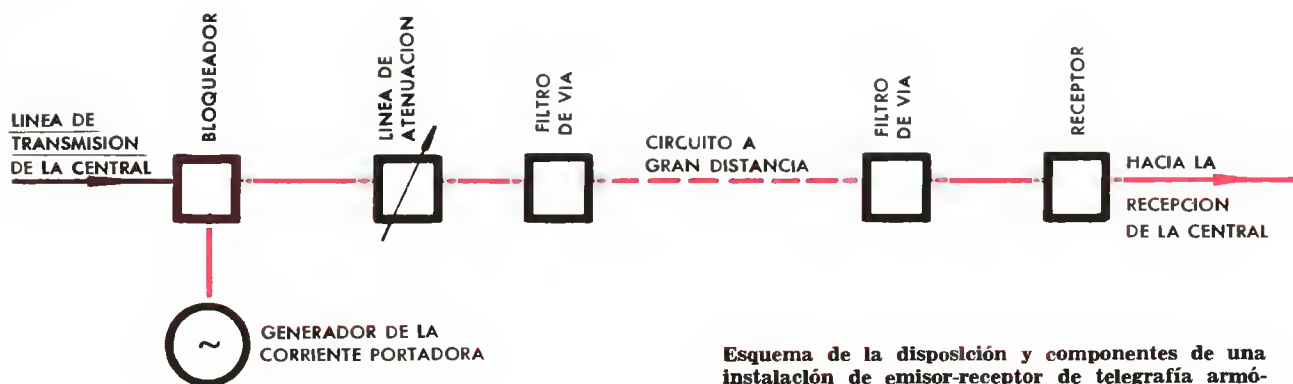 LINEA DE
TRANSMISION
DE LA CENTRAL
BLOQUEADOR
LINEA DE
ATENUACION
FILTRO
DE VIA
CIRCUITO A
GRAN DISTANCIA
FILTRO
DE VIA
RECEPTOR
HACIA LA
RECEPCION
DE LA CENTRAL
~
GENERADOR DE LA
CORRIENTE PORTADORA
Esquema de la disposición y componentes de una
instalación de emisor-receptor de telegrafía armó-